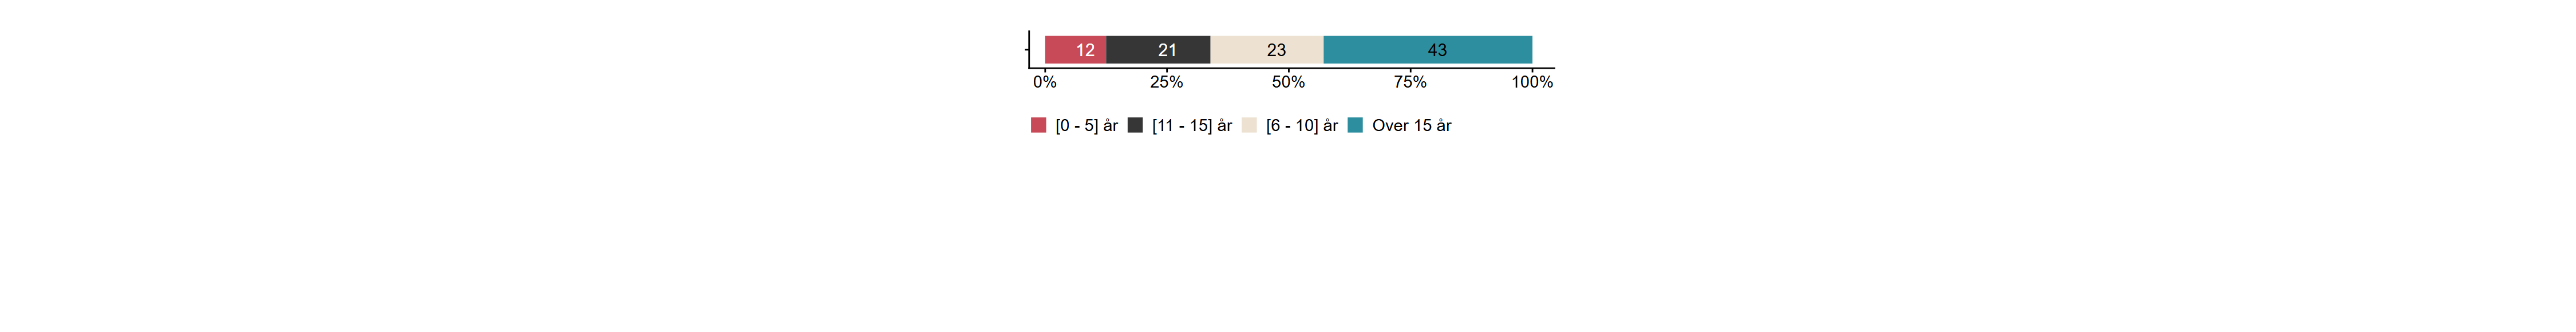 12 21 23 43
0% 25% 50% 75% 100%
[0 - 5] år [11 - 15] år [6 - 10] år Over 15 år